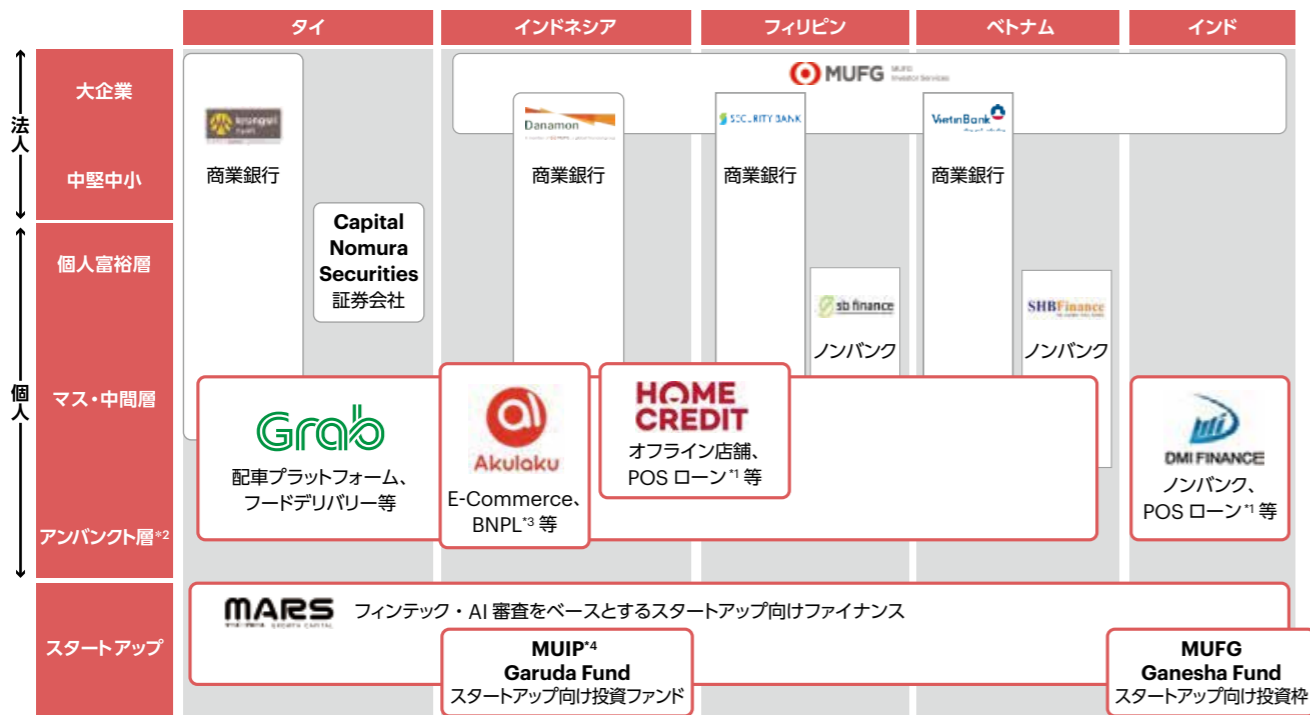 タイ
インドネシア
フィリピン
ベトナム
インド
法人
個人
大企業
中堅中小
個人富裕層
マス・中間層
アンバンクト層*2
スタートアップ
MUFG MUFG
Investor Services
krungsri
商業銀行
Capital
Nomura
Securities
証券会社
Danamon
商業銀行
SECURITY BANK
商業銀行
sb finance
ノンバンク
VietinBank
商業銀行
SHBFinance
ノンバンク
Grab
配車プラットフォーム、
フードデリバリー等
Akulaku
E-Commerce、
BNPL*3 等
HOME
CREDIT
オフライン店舗、
POS ローン*1 等
DMI FINANCE
ノンバンク、
POS ローン*1 等
MARS フィンテック・AI 審査をベースとするスタートアップ向けファイナンス
GROWTH CAPITAL
MUIP*4
Garuda Fund
スタートアップ向け投資ファンド
MUFG
Ganesha Fund
スタートアップ向け投資枠